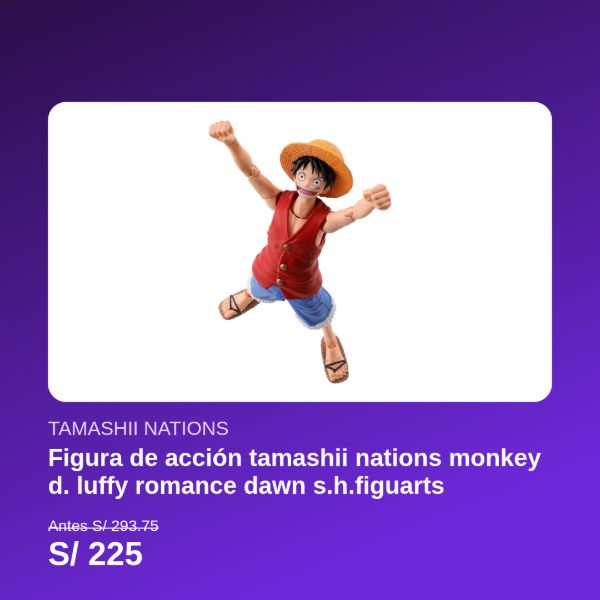 TAMASHII NATIONS
Figura de acción tamashii nations monkey
d. luffy romance dawn s.h.figuarts
Antes S/ 293.75
S/ 225